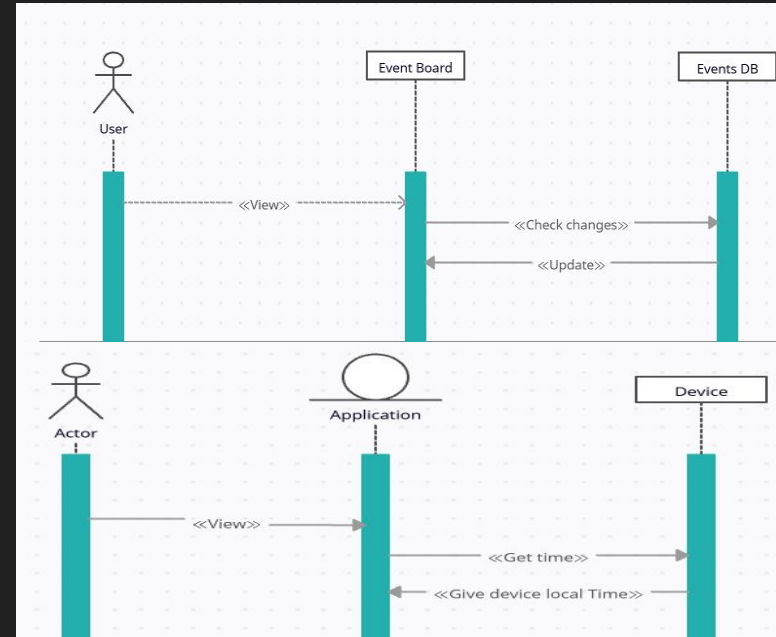 Event Board
Events DB
User
≪View≫
≪Check changes≫
≪Update≫
Application
Device
Actor
≪View≫
≪Get time≫
≪Give device local Time≫